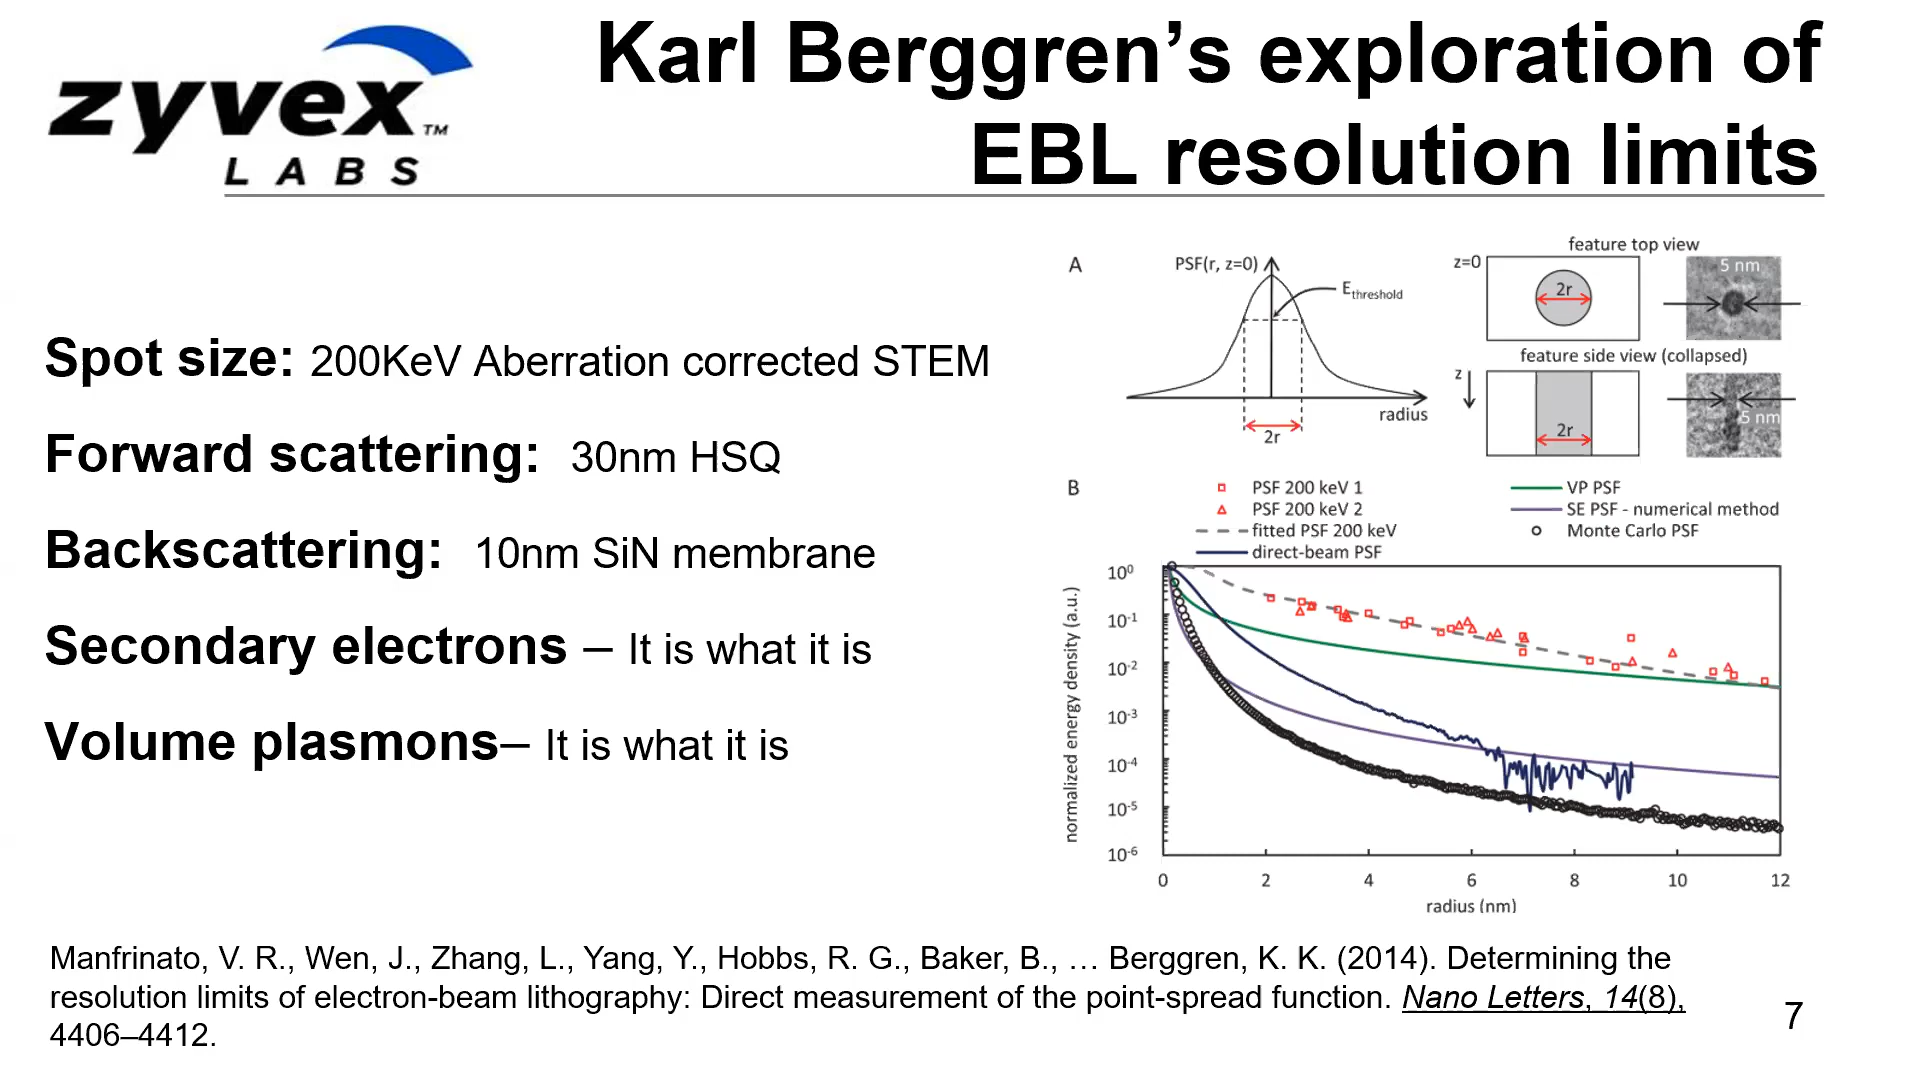 zyvex™
LABS
Karl Berggren’s exploration of
EBL resolution limits
Spot size: 200KeV Aberration corrected STEM
Forward scattering: 30nm HSQ
Backscattering: 10nm SiN membrane
Secondary electrons – It is what it is
Volume plasmons– It is what it is
A
PSF(r, z=0)
Ethreshold
radius
2r
feature top view
z=0
2r
5 nm
feature side view (collapsed)
z
2r
5 nm
B
PSF 200 keV 1
PSF 200 keV 2
fitted PSF 200 keV
direct-beam PSF
VP PSF
SE PSF - numerical method
Monte Carlo PSF
normalized energy density (a.u.)
10⁰
10⁻¹
10⁻²
10⁻³
10⁻⁴
10⁻⁵
10⁻⁶
0 2 4 6 8 10 12
radius (nm)
Manfrinato, V. R., Wen, J., Zhang, L., Yang, Y., Hobbs, R. G., Baker, B., … Berggren, K. K. (2014). Determining the
resolution limits of electron-beam lithography: Direct measurement of the point-spread function. Nano Letters, 14(8),
4406–4412.
7